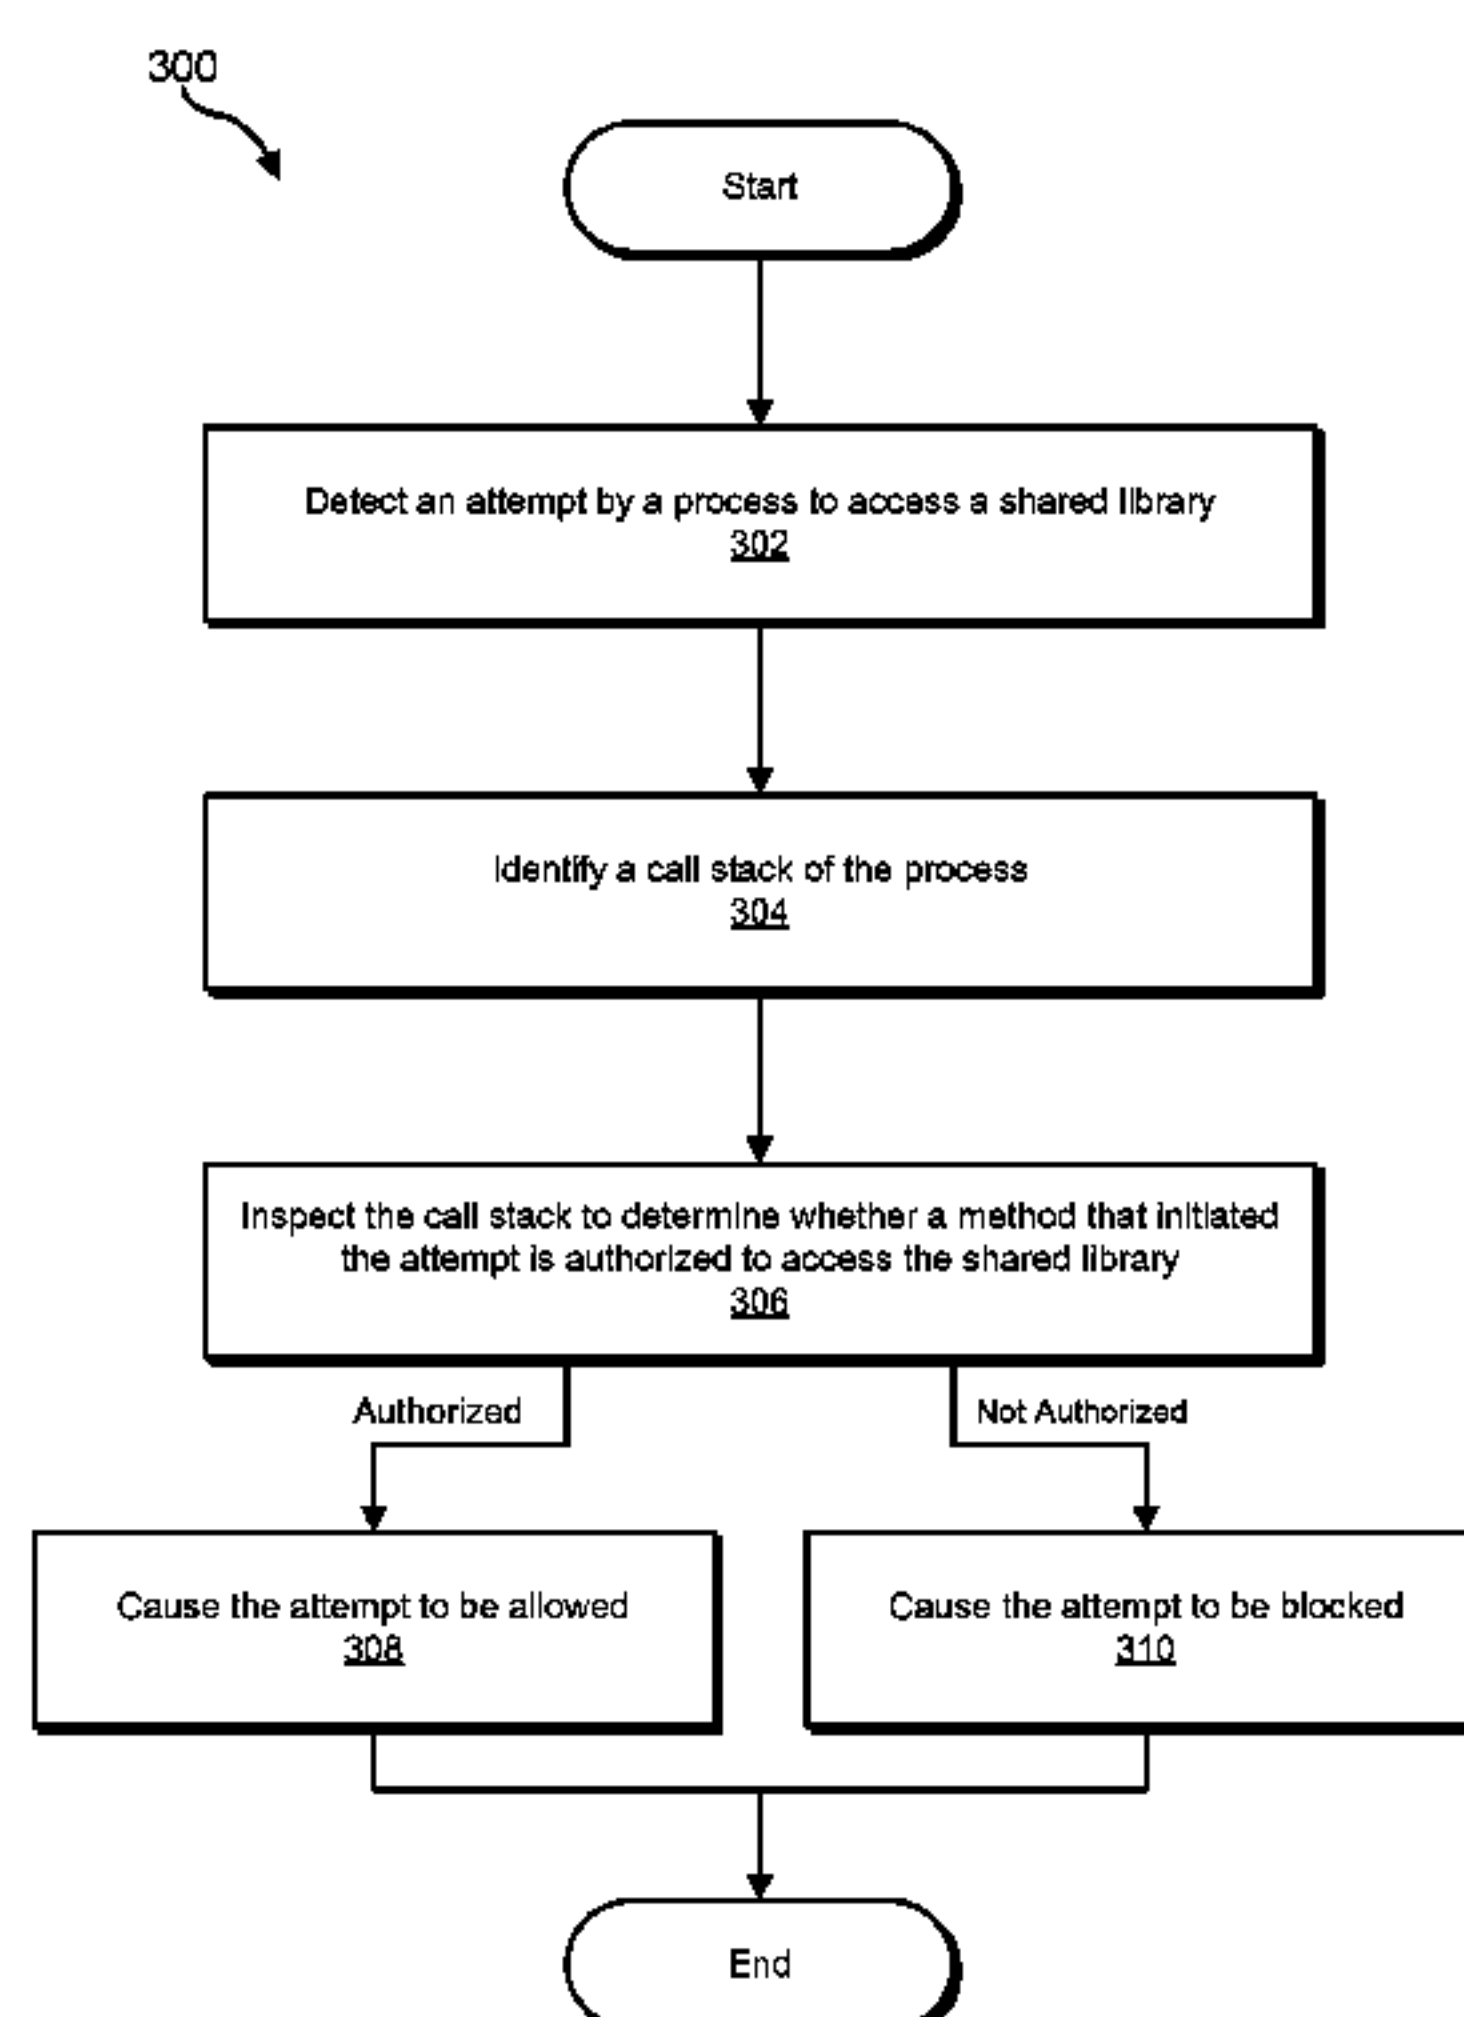 300
Start
Detect an attempt by a process to access a shared library
302
Identify a call stack of the process
304
Inspect the call stack to determine whether a method that initiated
the attempt is authorized to access the shared library
306
Authorized
Not Authorized
Cause the attempt to be allowed
308
Cause the attempt to be blocked
310
End